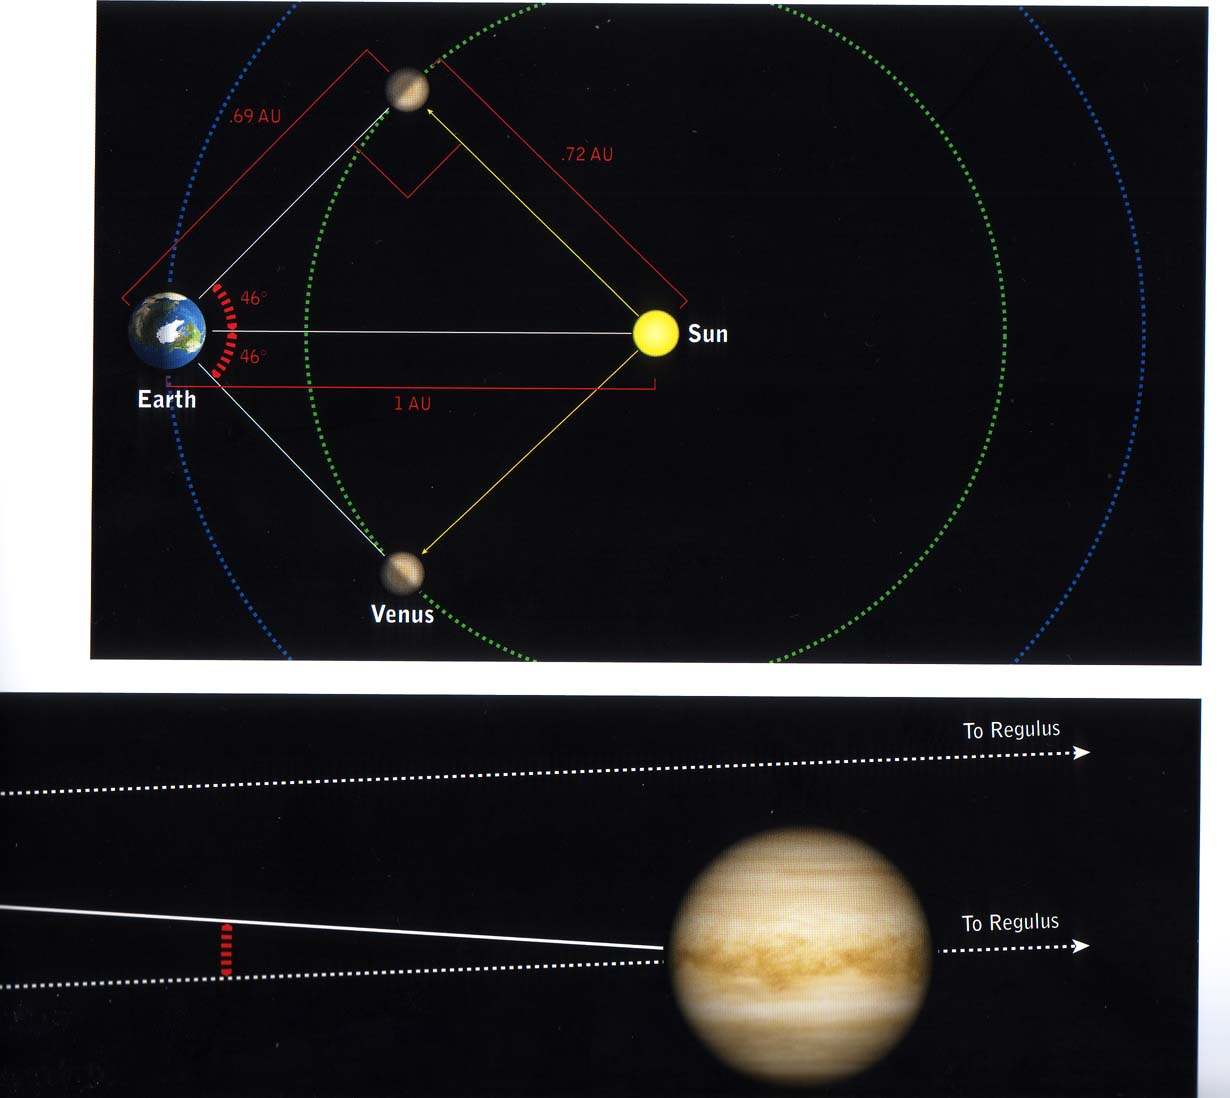 .69 AU
.72 AU
46°
46°
Sun
Earth
1 AU
Venus
To Regulus
To Regulus